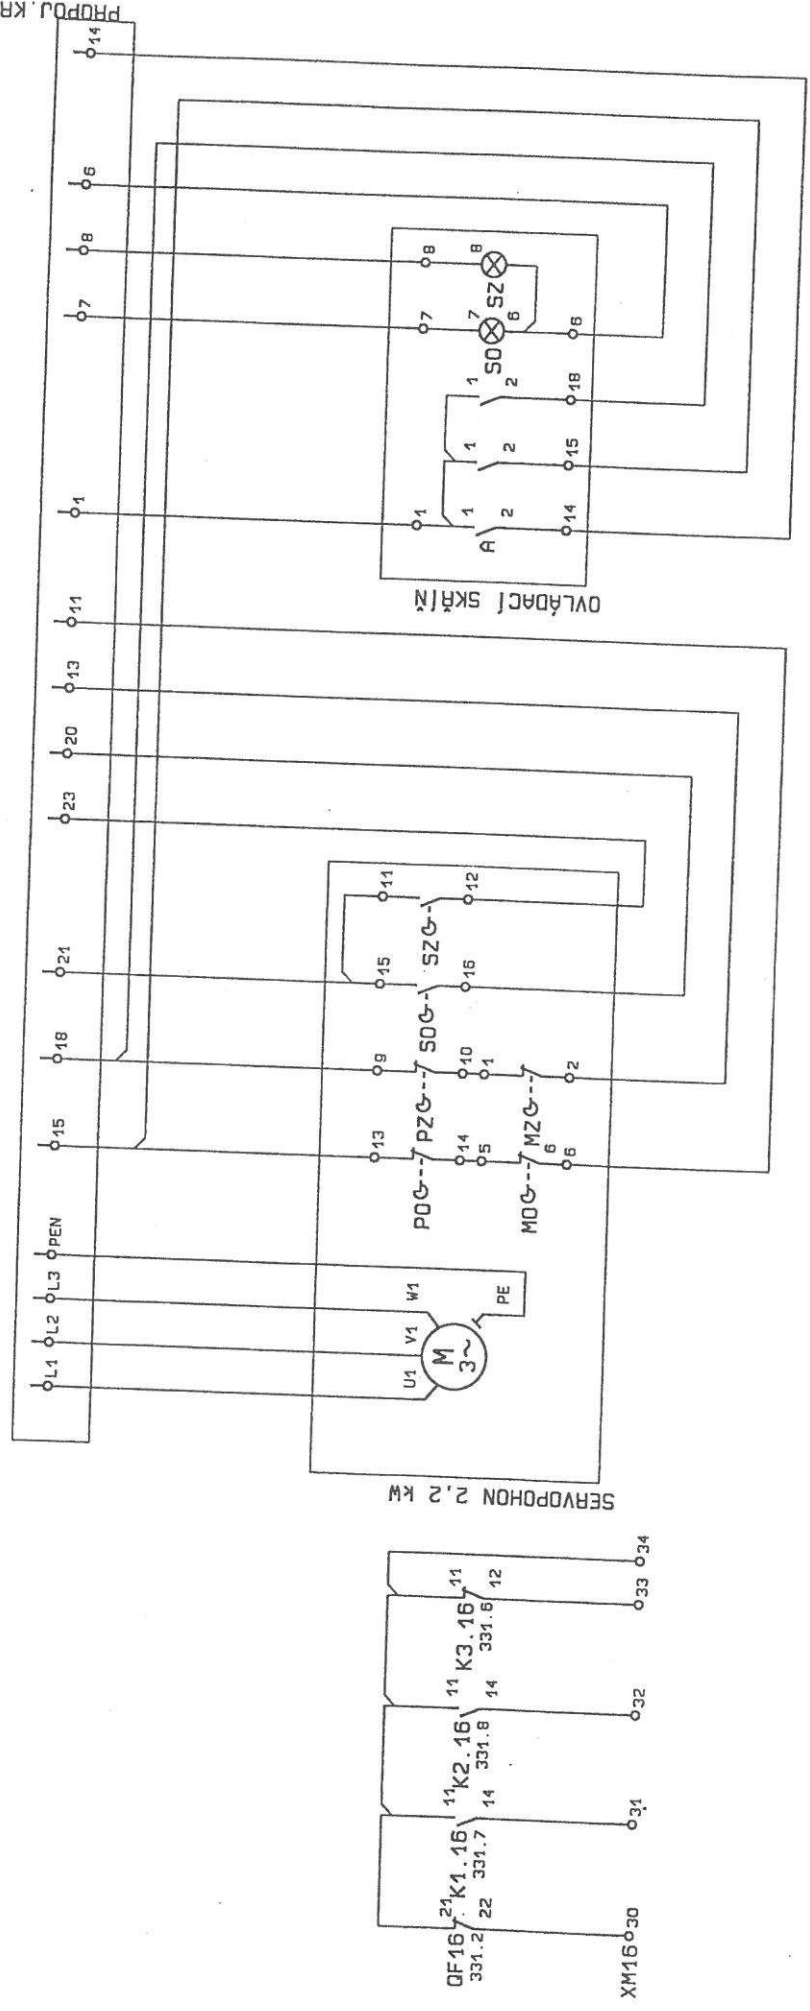 PROPOJ.KR
14
6
8
7
1
11
13
20
23
21
18
15
PEN
L3
L2
L1
OVLÁDACÍ SKŘÍŇ
8
8
SZ
7
7
SO
6
6
1
2
18
1
2
15
1
1
A
2
14
SERVOPOHON 2,2 kW
11
SZ
12
15
SO
16
9
PZ
10
1
MZ
2
13
PO
14
5
MO
6
6
W1
V1
U1
PE
M
3~
34
11
K3.16
12
331.6
33
11
K2.16
14
331.8
32
11
K1.16
14
331.7
31
21
QF16
22
331.2
XM16
30